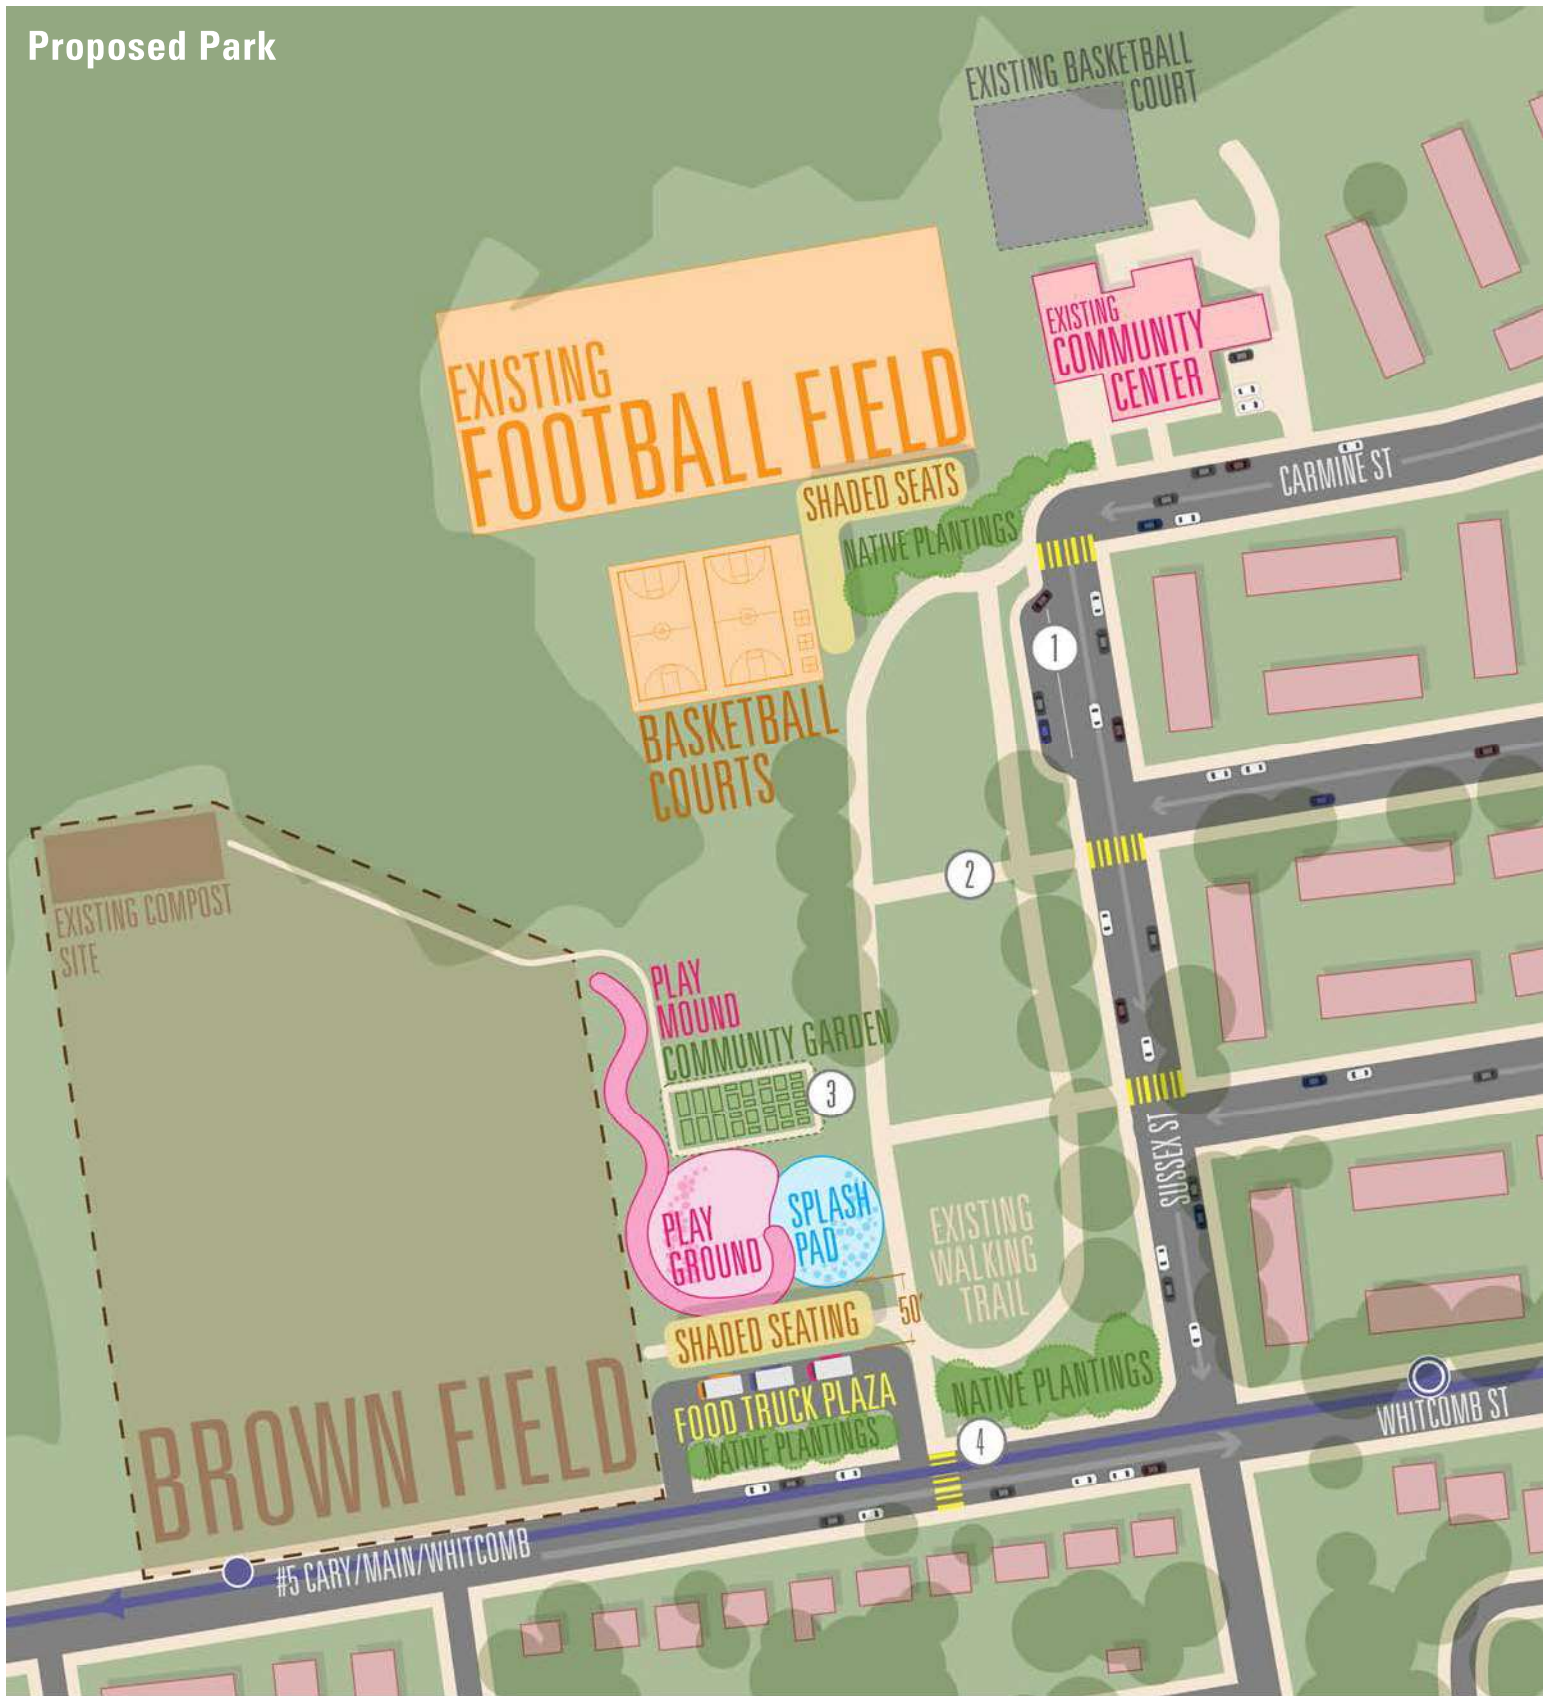 Proposed Park
EXISTING BASKETBALL
COURT
EXISTING
COMMUNITY
CENTER
EXISTING
FOOTBALL FIELD
SHADED SEATS
CARMINE ST
NATIVE PLANTINGS
1
BASKETBALL
COURTS
2
EXISTING COMPOST
SITE
PLAY
MOUND
COMMUNITY GARDEN
3
SUSSEX ST
PLAY
GROUND
SPLASH
PAD
EXISTING
WALKING
TRAIL
50'
SHADED SEATING
NATIVE PLANTINGS
FOOD TRUCK PLAZA
NATIVE PLANTINGS
4
WHITCOMB ST
BROWN FIELD
#5 CARY/MAIN/WHITCOMB